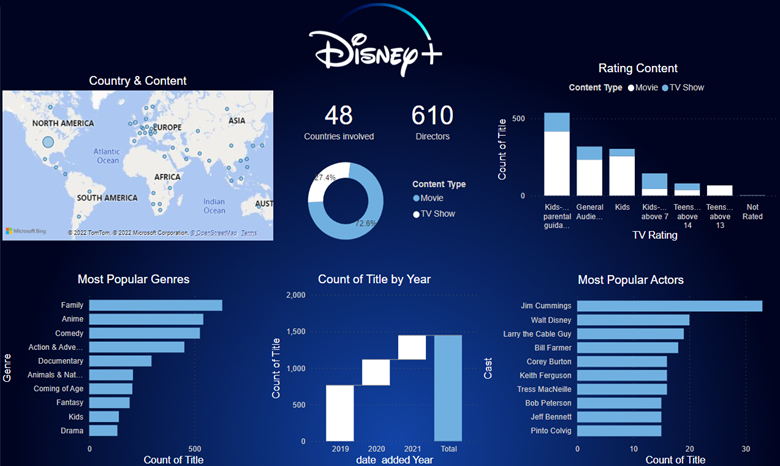 Disney+
Country & Content
NORTH AMERICA
EUROPE
ASIA
Atlantic
Ocean
AFRICA
SOUTH AMERICA
Indian
Ocean
AUST
Microsoft Bing
© 2022 TomTom, © 2022 Microsoft Corporation, © OpenStreetMap Terms
48
Countries involved
610
Directors
27.4%
72.6%
Content Type
Movie
TV Show
Rating Content
Content Type Movie TV Show
Count of Title
500
0
Kids-... parental guida...
General Audie...
Kids
Kids-... above 7
Teens... above 14
Teens... above 13
Not Rated
TV Rating
Most Popular Genres
Genre
Family
Anime
Comedy
Action & Adve...
Documentary
Animals & Nat...
Coming of Age
Fantasy
Kids
Drama
0 500
Count of Title
Count of Title by Year
Count of Title
2,000
1,500
1,000
500
0
2019 2020 2021 Total
date_added Year
Most Popular Actors
Cast
Jim Cummings
Walt Disney
Larry the Cable Guy
Bill Farmer
Corey Burton
Keith Ferguson
Tress MacNeille
Bob Peterson
Jeff Bennett
Pinto Colvig
0 10 20 30
Count of Title